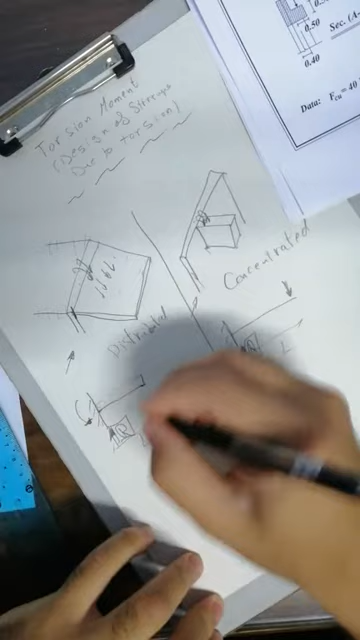 Torsion Moment
(Design of Stirrups
Due to torsion)
Distributed
Concentrated
L
0.50
0.40
Sec. (A-
Data: Fcu = 40